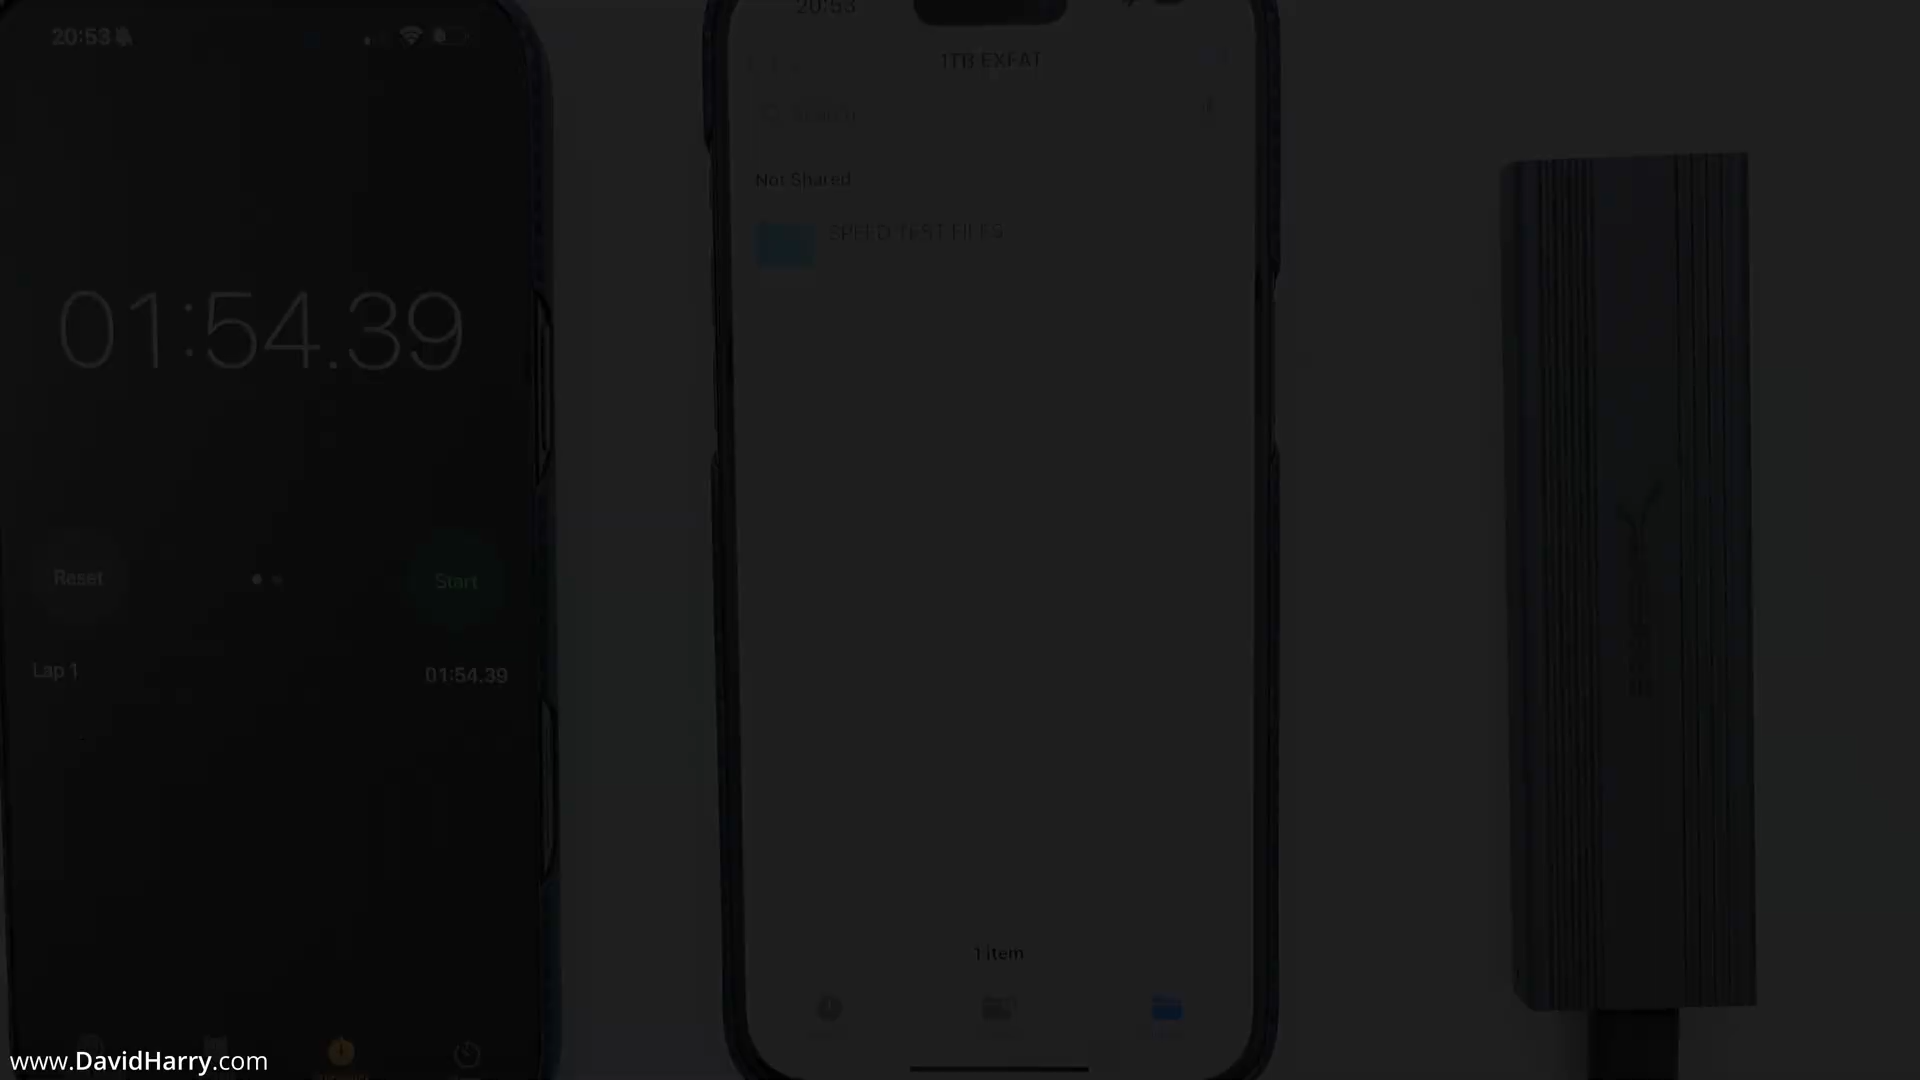 20:53
01:54.39
Reset
Start
Lap 1
01:54.39
20:53
1TB EXFAT
Search
Not Shared
SPEED TEST FILES
1 item
www.DavidHarry.com